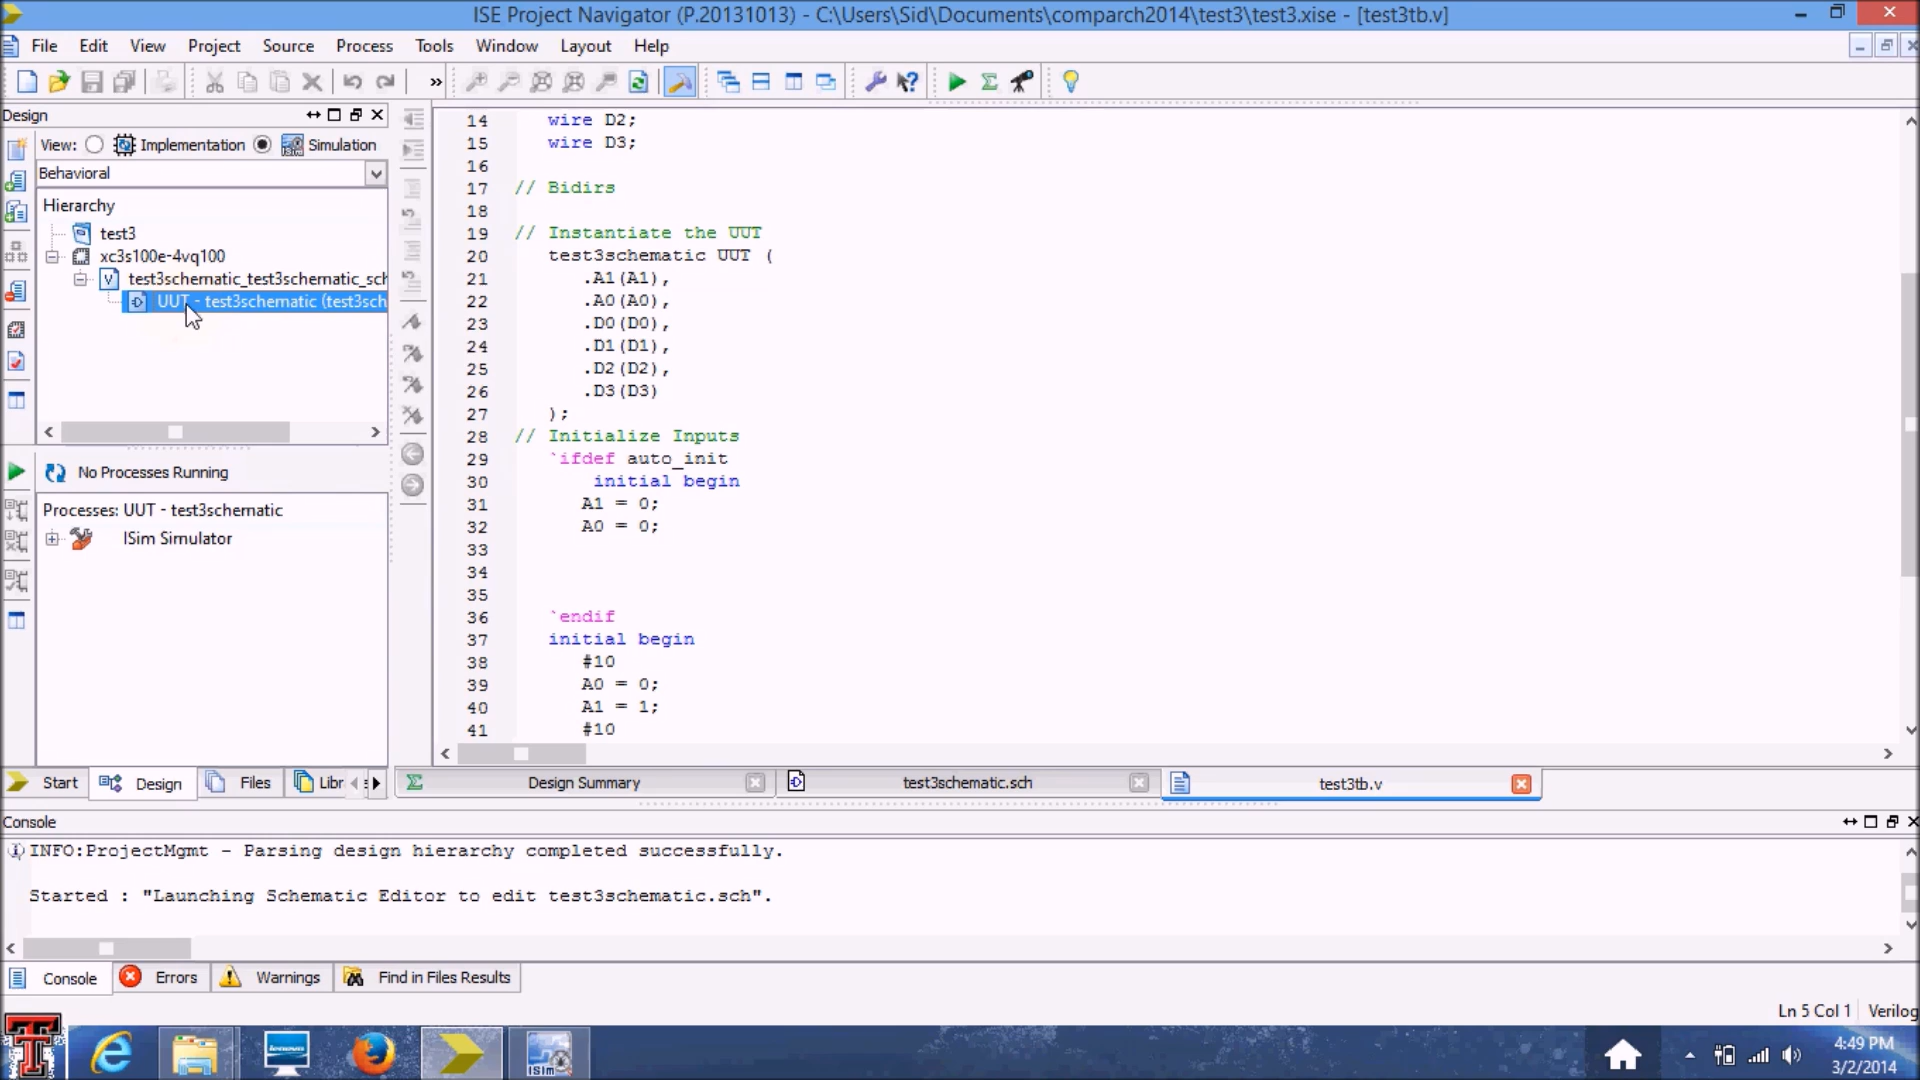 ISE Project Navigator (P.20131013) - C:\Users\Sid\Documents\comparch2014\test3\test3.xise - [test3tb.v]
File Edit View Project Source Process Tools Window Layout Help
»
Design
View: Implementation Simulation
Behavioral
Hierarchy
test3
xc3s100e-4vq100
test3schematic_test3schematic_sch
UUT - test3schematic (test3sch
No Processes Running
Processes: UUT - test3schematic
ISim Simulator
Start Design Files Libr
14 wire D2;
15 wire D3;
16
17 // Bidirs
18
19 // Instantiate the UUT
20 test3schematic UUT (
21 .A1(A1),
22 .A0(A0),
23 .D0(D0),
24 .D1(D1),
25 .D2(D2),
26 .D3(D3)
27 );
28 // Initialize Inputs
29 `ifdef auto_init
30 initial begin
31 A1 = 0;
32 A0 = 0;
33
34
35
36 `endif
37 initial begin
38 #10
39 A0 = 0;
40 A1 = 1;
41 #10
Design Summary test3schematic.sch test3tb.v
Console
INFO:ProjectMgmt - Parsing design hierarchy completed successfully.
Started : "Launching Schematic Editor to edit test3schematic.sch".
Console Errors Warnings Find in Files Results
Ln 5 Col 1 Verilog
lenovo
ISim
4:49 PM
3/2/2014